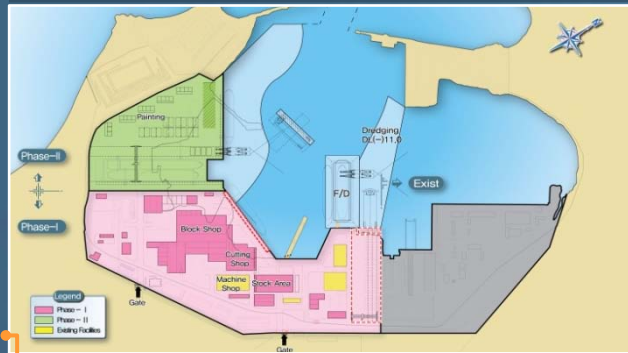 Painting
Dredging
DL(-)11.0
Phase-II
F/D
Exist
Phase-I
Block Shop
Cutting
Shop
Machine
Shop
Stock Area
Gate
Legend
Phase - I
Phase - II
Existing Facilities
Gate